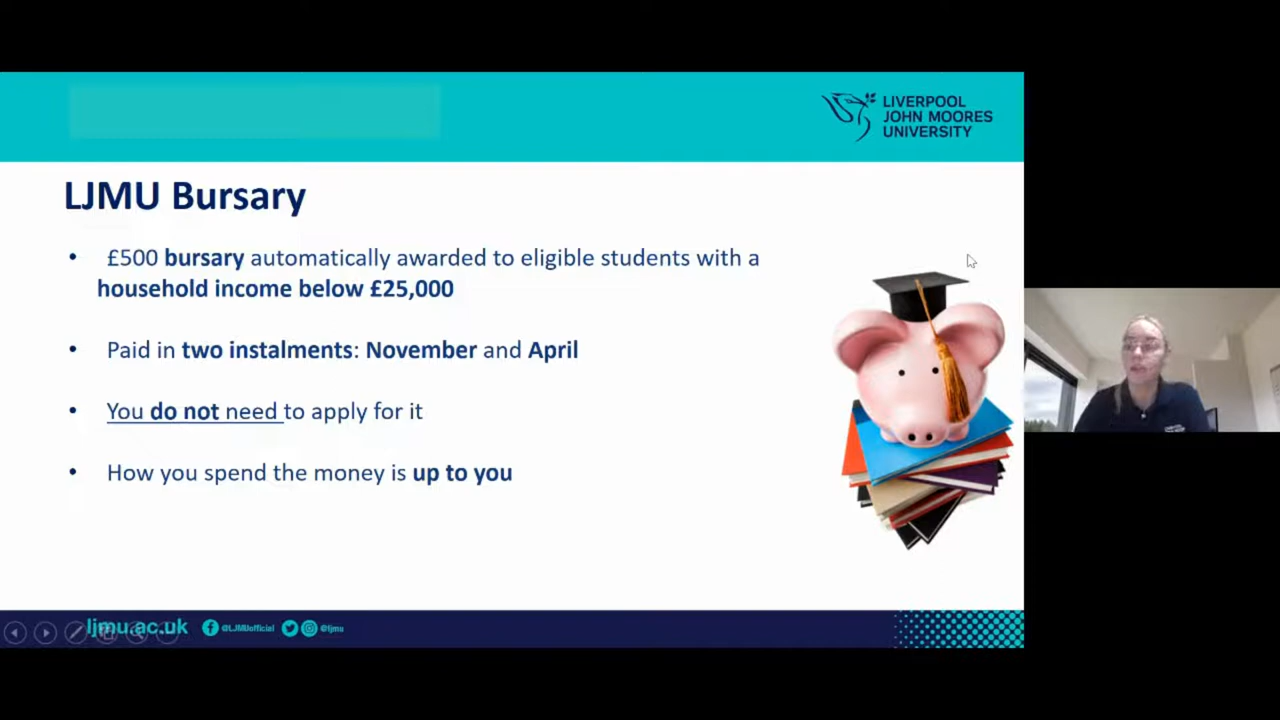 LIVERPOOL
JOHN MOORES
UNIVERSITY
LJMU Bursary
• £500 bursary automatically awarded to eligible students with a
household income below £25,000
• Paid in two instalments: November and April
• You do not need to apply for it
• How you spend the money is up to you
ljmu.ac.uk @LJMUofficial @ljmu